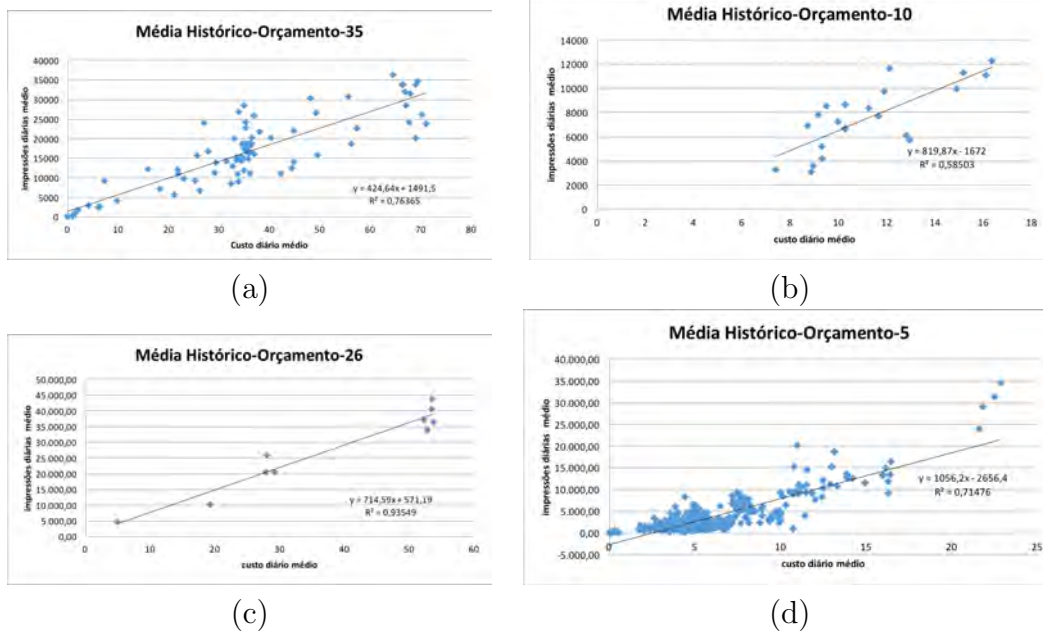 Média Histórico-Orçamento-35
impressões diárias médio
40000
35000
30000
25000
20000
15000
10000
5000
0
y = 424,64x + 1491,5
R² = 0,76365
0 10 20 30 40 50 60 70 80
Custo diário médio
(a)
Média Histórico-Orçamento-10
impressões diárias médio
14000
12000
10000
8000
6000
4000
2000
0
y = 819,87x - 1672
R² = 0,58503
0 2 4 6 8 10 12 14 16 18
custo diário médio
(b)
Média Histórico-Orçamento-26
impressões diárias médio
50.000,00
45.000,00
40.000,00
35.000,00
30.000,00
25.000,00
20.000,00
15.000,00
10.000,00
5.000,00
0,00
y = 714,59x + 571,19
R² = 0,93549
0 10 20 30 40 50 60
custo diário médio
(c)
Média Histórico-Orçamento-5
impressões diárias médio
40.000,00
35.000,00
30.000,00
25.000,00
20.000,00
15.000,00
10.000,00
5.000,00
0,00
-5.000,00
y = 1056,2x - 2656,4
R² = 0,71476
0 5 10 15 20 25
custo diário médio
(d)